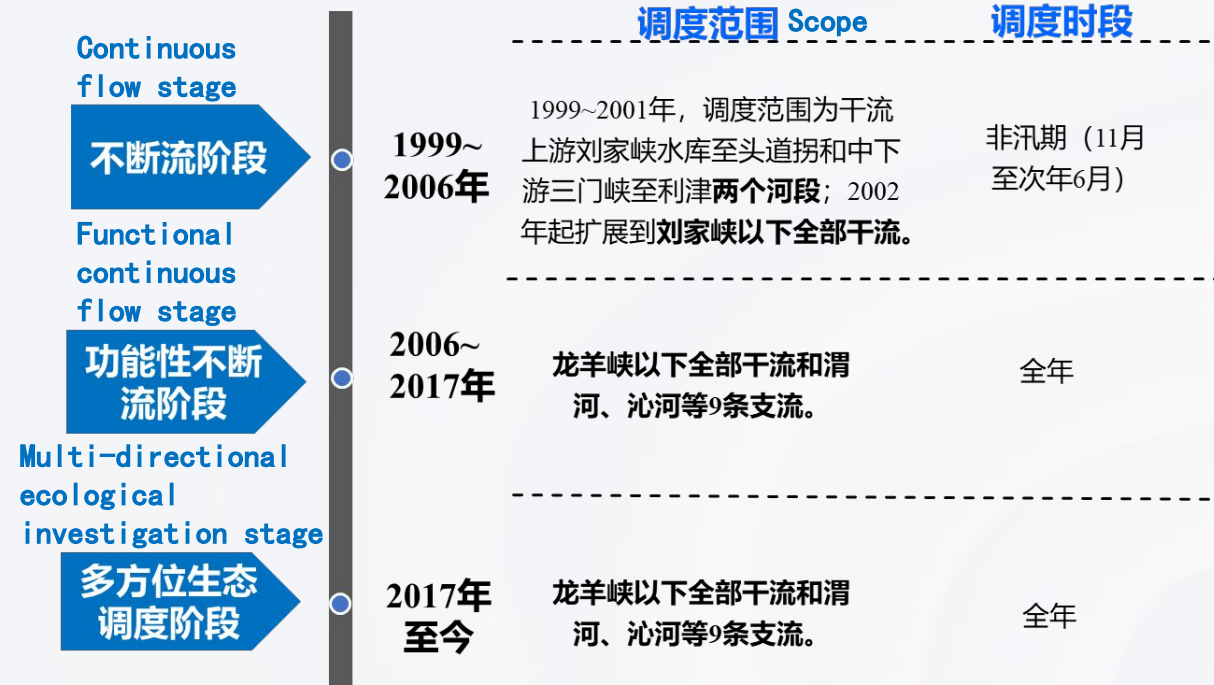 调度范围 Scope
调度时段
Continuous
flow stage
不断流阶段
1999~
2006年
1999~2001年，调度范围为干流
上游刘家峡水库至头道拐和中下
游三门峡至利津两个河段；2002
年起扩展到刘家峡以下全部干流。
非汛期（11月
至次年6月）
Functional
continuous
flow stage
功能性不断
流阶段
2006~
2017年
龙羊峡以下全部干流和渭
河、沁河等9条支流。
全年
Multi-directional
ecological
investigation stage
多方位生态
调度阶段
2017年
至今
龙羊峡以下全部干流和渭
河、沁河等9条支流。
全年